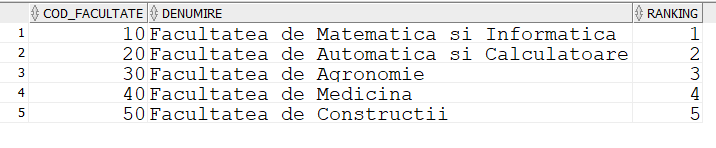 COD_FACULTATE DENUMIRE RANKING
1 10 Facultatea de Matematica si Informatica 1
2 20 Facultatea de Automatica si Calculatoare 2
3 30 Facultatea de Agronomie 3
4 40 Facultatea de Medicina 4
5 50 Facultatea de Constructii 5